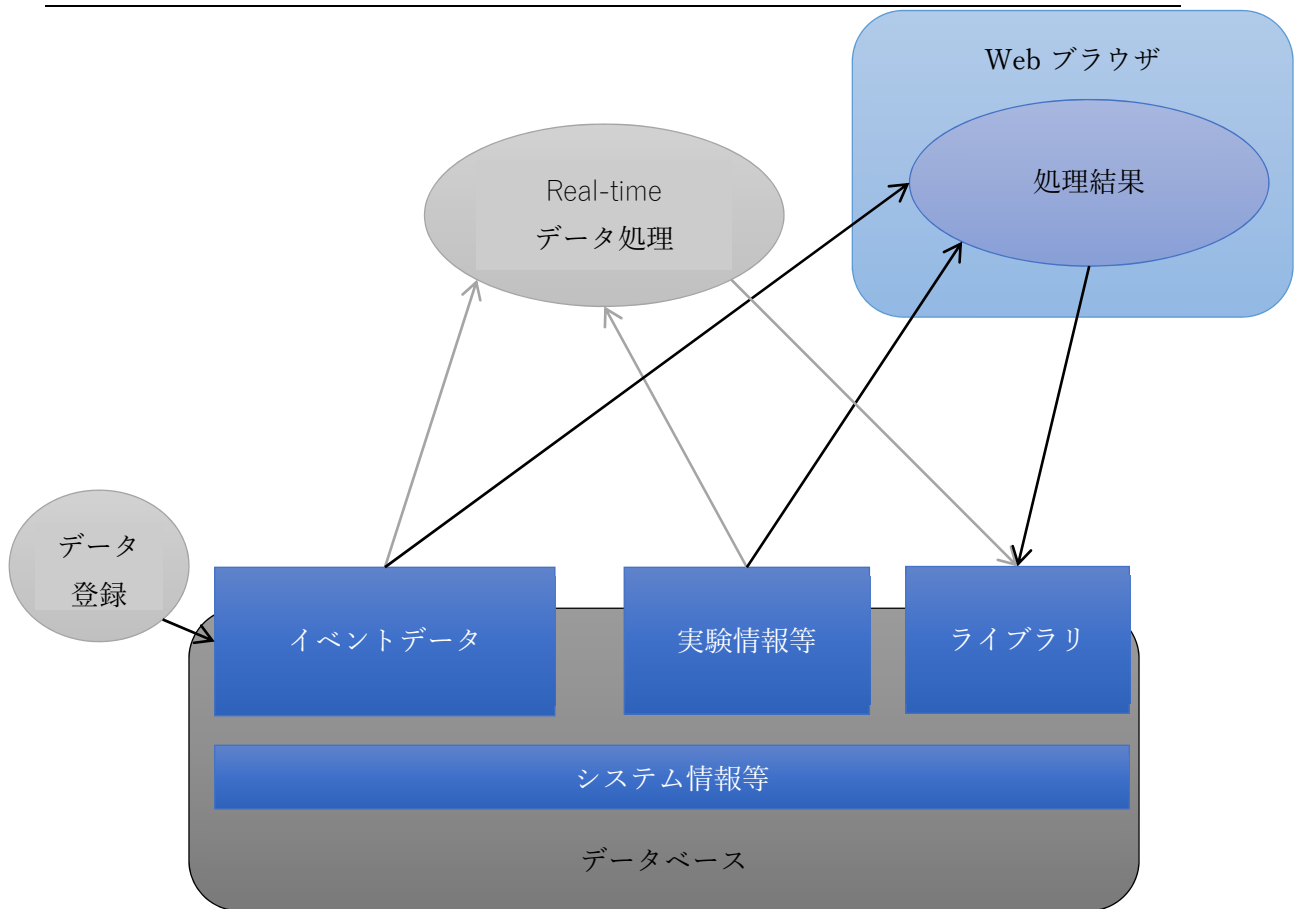 Web ブラウザ
処理結果
Real-time
データ処理
データ
登録
イベントデータ
実験情報等
ライブラリ
システム情報等
データベース